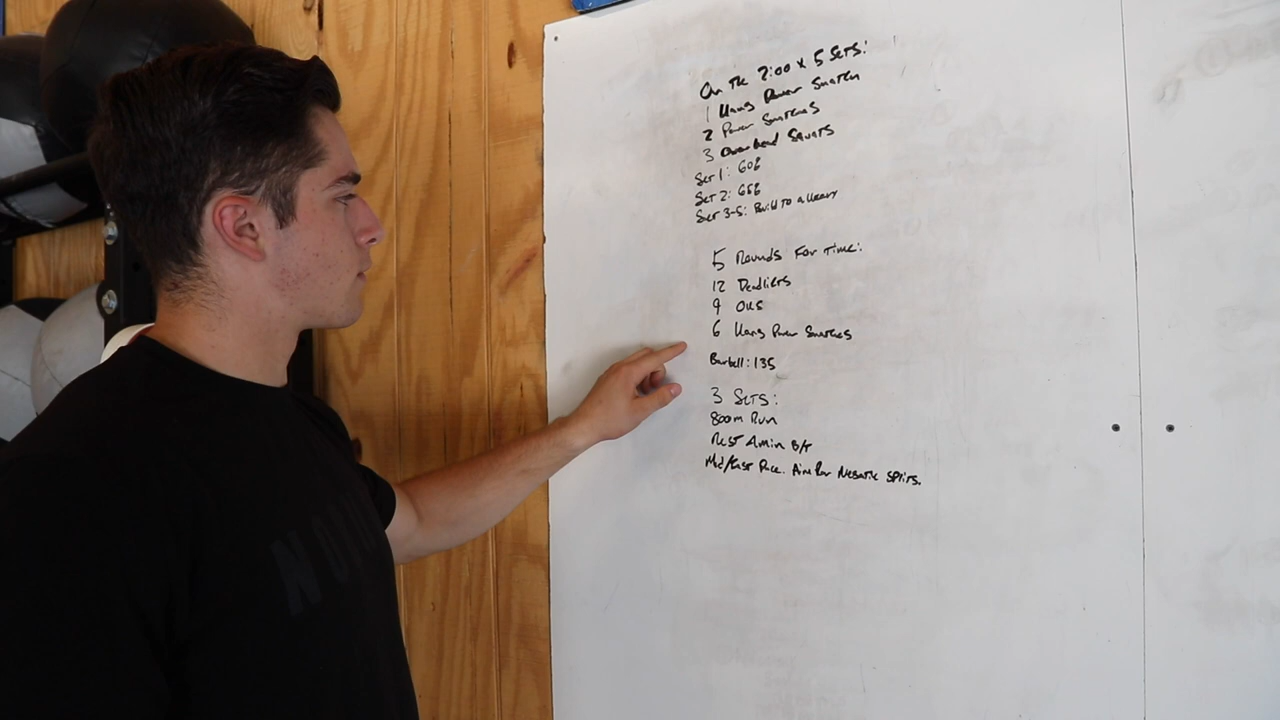 On the 2:00 x 5 Sets:
1 Hang Power Snatch
2 Power Snatches
3 Overhead Squats
Set 1: 60%
Set 2: 65%
Set 3-5: Build to a Heavy
5 Rounds For Time:
12 Deadlifts
9 OHS
6 Hang Power Snatches
Barbell: 135
3 Sets:
800m Run
Rest 4min B/T
Mid/Fast Pace. Aim for Negative Splits.